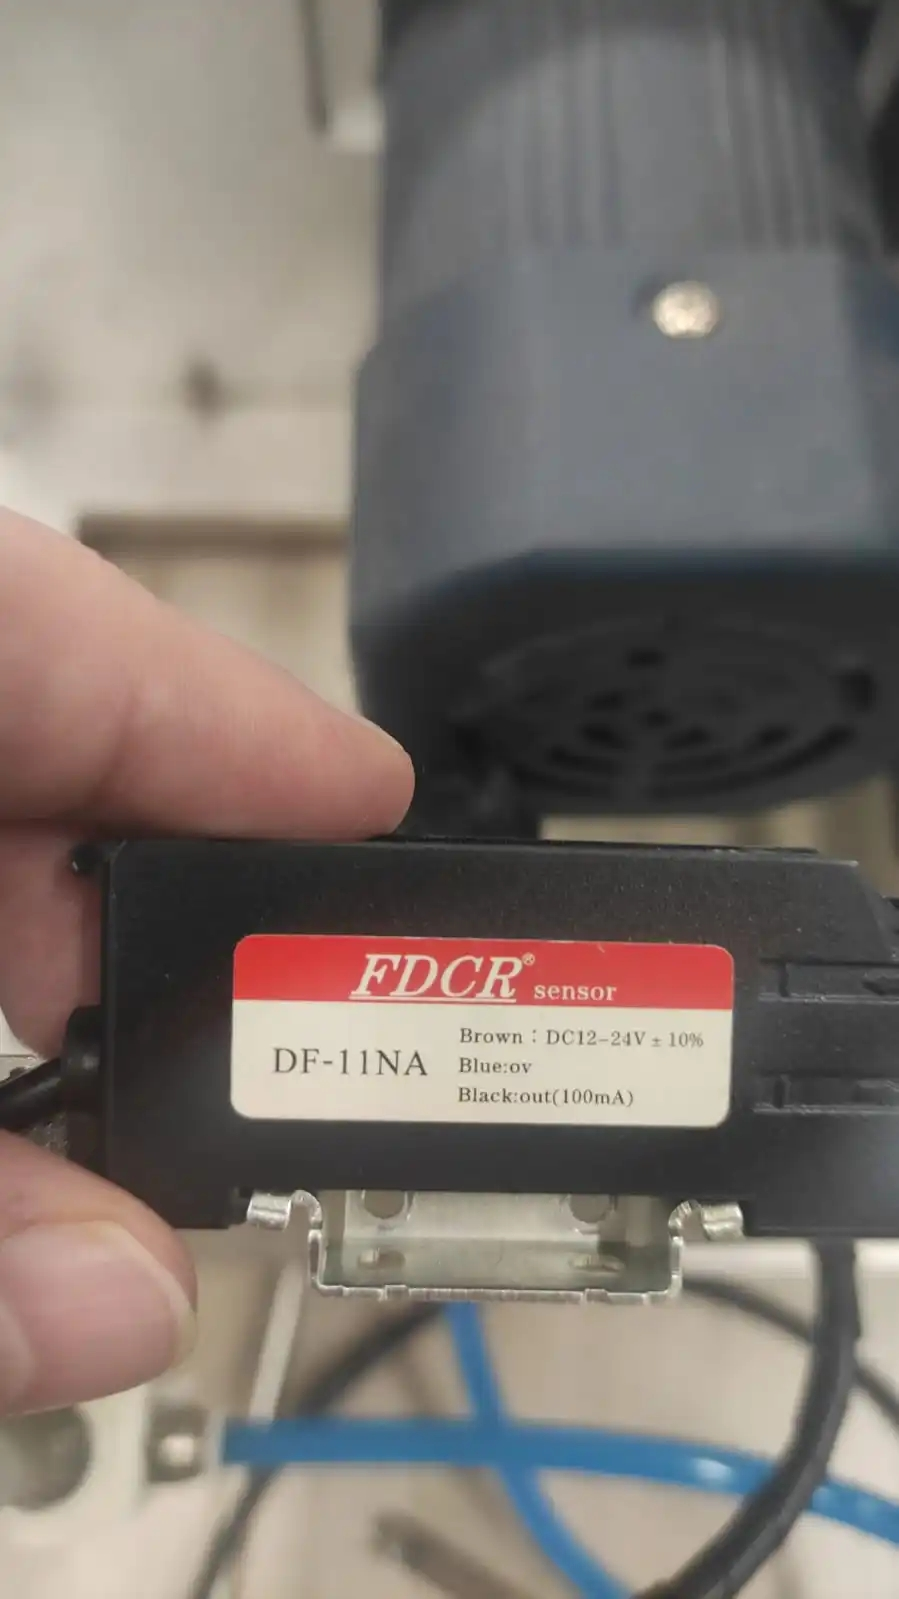 FDCR® sensor
DF-11NA
Brown：DC12-24V ± 10%
Blue:ov
Black:out(100mA)